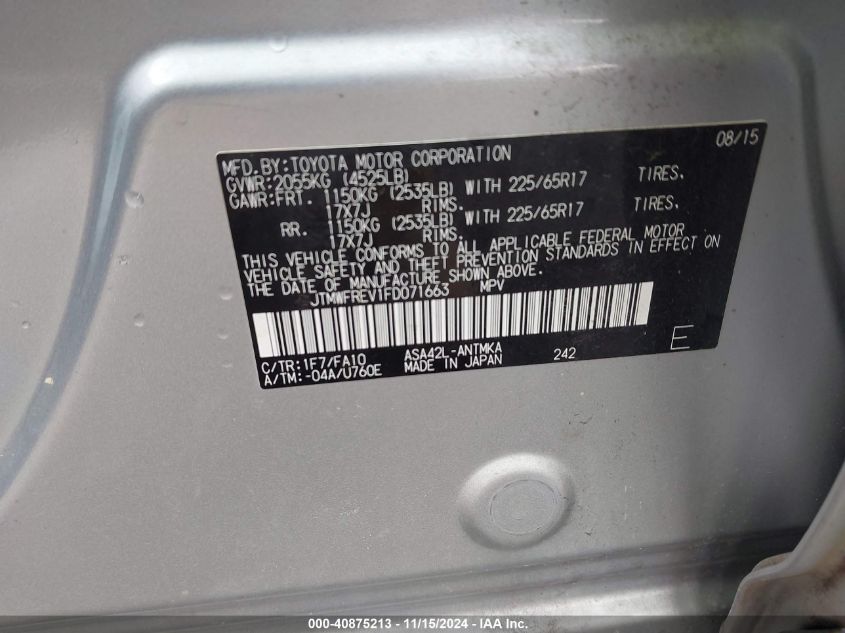 08/15
MFD.BY:TOYOTA MOTOR CORPORATION
GVWR:2055KG (4525LB)
GAWR:FRT. 1150KG (2535LB) WITH 225/65R17 TIRES.
17X7J RIMS.
RR. 1150KG (2535LB) WITH 225/65R17 TIRES.
17X7J RIMS.
THIS VEHICLE CONFORMS TO ALL APPLICABLE FEDERAL MOTOR
VEHICLE SAFETY AND THEFT PREVENTION STANDARDS IN EFFECT ON
THE DATE OF MANUFACTURE SHOWN ABOVE.
JTMWFREV1FD071663 MPV
C/TR:1F7/FA10 ASA42L-ANTMKA 242 E
A/TM:-04A/U760E MADE IN JAPAN
000-40875213 - 11/15/2024 - IAAI.com